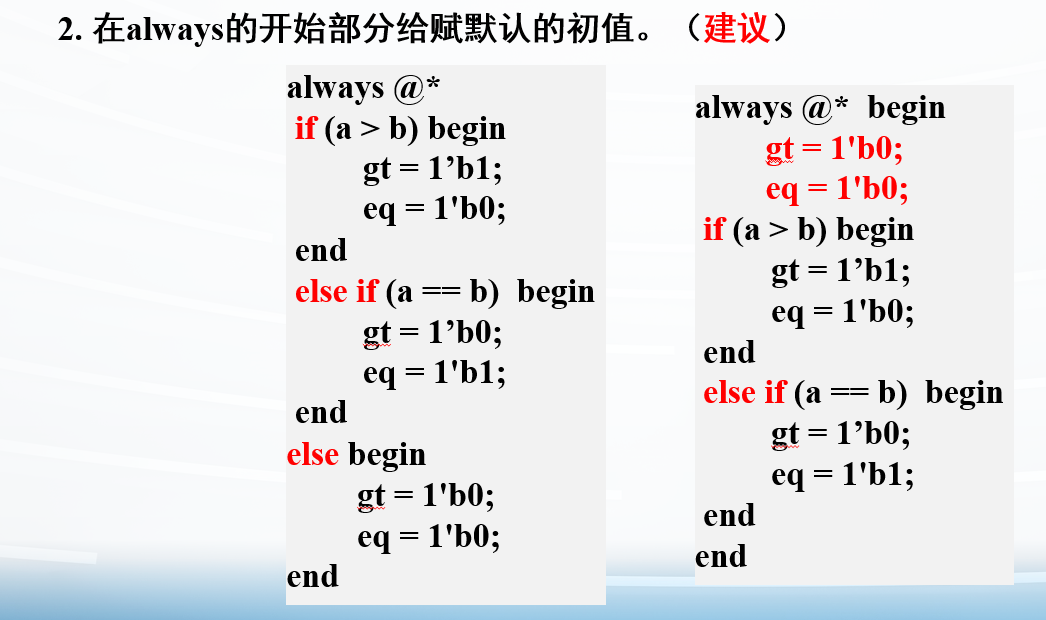 2. 在always的开始部分给赋默认的初值。（建议）
always @*
if (a > b) begin
gt = 1’b1;
eq = 1'b0;
end
else if (a == b) begin
gt = 1’b0;
eq = 1'b1;
end
else begin
gt = 1'b0;
eq = 1'b0;
end
always @* begin
gt = 1'b0;
eq = 1'b0;
if (a > b) begin
gt = 1’b1;
eq = 1'b0;
end
else if (a == b) begin
gt = 1’b0;
eq = 1'b1;
end
end